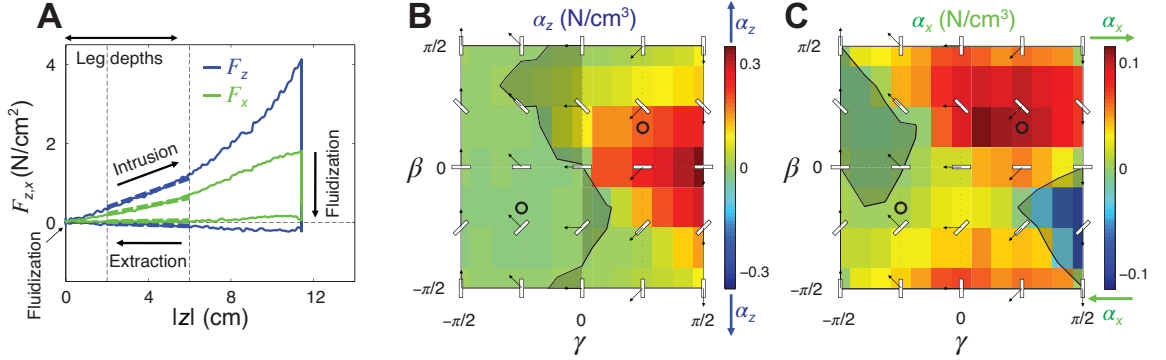 A
Leg depths
F_z
F_x
Intrusion
Extraction
Fluidization
Fluidization
F_z,x (N/cm²)
4
2
0
0
4
8
12
|z| (cm)
B
α_z (N/cm³)
α_z
π/2
β
0
−π/2
−π/2
0
π/2
γ
0.3
0
−0.3
α_z
C
α_x (N/cm³)
α_x
π/2
β
0
−π/2
−π/2
0
π/2
γ
0.1
0
−0.1
α_x